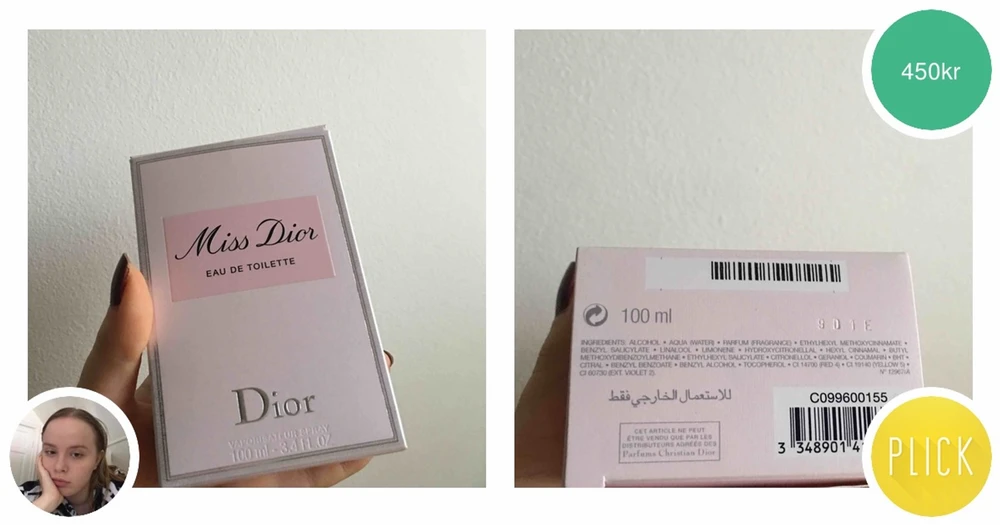 Miss Dior
EAU DE TOILETTE
Dior
VAPORISATEUR SPRAY
100 ml - 3.3 FL. OZ.
450kr
100 ml
INGREDIENTS: ALCOHOL • AQUA (WATER) • PARFUM (FRAGRANCE) • ETHYLHEXYL METHOXYCINNAMATE •
BENZYL SALICYLATE • LINALOOL • LIMONENE • HYDROXYCITRONELLAL • HEXYL CINNAMAL • BUTYL
METHOXYDIBENZOYLMETHANE • ETHYLHEXYL SALICYLATE • CITRONELLOL • GERANIOL • COUMARIN • BHT •
CITRAL • BENZYL BENZOATE • BENZYL ALCOHOL • TOCOPHEROL • CI 14700 (RED 4) • CI 19140 (YELLOW 5) •
CI 60730 (EXT. VIOLET 2).
للاستعمال الخارجي فقط
C099600155
CET ARTICLE NE PEUT
ÊTRE VENDU QUE PAR LES
DISTRIBUTEURS AGRÉÉS DES
Parfums Christian Dior
3 348901 4
PLICK